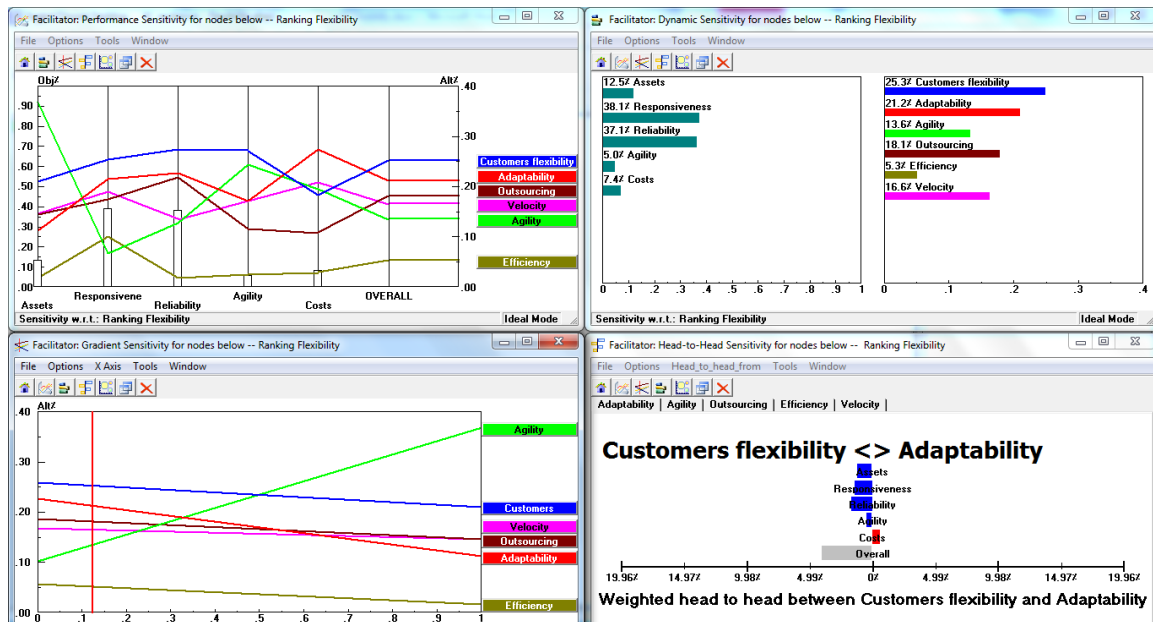 Facilitator: Performance Sensitivity for nodes below -- Ranking Flexibility
File Options Tools Window
Obj% Alt%
.90
.80
.70
.60
.50
.40
.30
.20
.10
.00
.40
.30
.20
.10
.00
Customers flexibility
Adaptability
Outsourcing
Velocity
Agility
Efficiency
Assets Responsivene Reliability Agility Costs OVERALL
Sensitivity w.r.t.: Ranking Flexibility Ideal Mode
Facilitator: Dynamic Sensitivity for nodes below -- Ranking Flexibility
File Options Tools Window
12.5% Assets
38.1% Responsiveness
37.1% Reliability
5.0% Agility
7.4% Costs
0 .1 .2 .3 .4 .5 .6 .7 .8 .9 1
25.3% Customers flexibility
21.2% Adaptability
13.6% Agility
18.1% Outsourcing
5.3% Efficiency
16.6% Velocity
0 .1 .2 .3 .4
Sensitivity w.r.t.: Ranking Flexibility Ideal Mode
Facilitator: Gradient Sensitivity for nodes below -- Ranking Flexibility
File Options X Axis Tools Window
Alt%
.40
.30
.20
.10
.00
Agility
Customers
Velocity
Outsourcing
Adaptability
Efficiency
0 .1 .2 .3 .4 .5 .6 .7 .8 .9 1
Facilitator: Head-to-Head Sensitivity for nodes below -- Ranking Flexibility
File Options Head_to_head_from Tools Window
Adaptability | Agility | Outsourcing | Efficiency | Velocity |
Customers flexibility <> Adaptability
Assets
Responsiveness
Reliability
Agility
Costs
Overall
19.96% 14.97% 9.98% 4.99% 0% 4.99% 9.98% 14.97% 19.96%
Weighted head to head between Customers flexibility and Adaptability